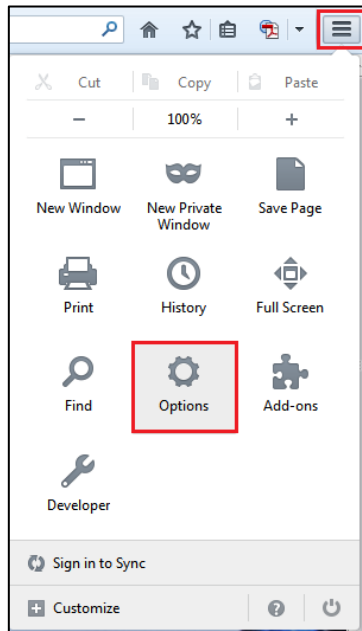 Cut Copy Paste
− 100% +
New Window New Private Save Page
Window
Print History Full Screen
Find Options Add-ons
Developer
Sign in to Sync
Customize ?